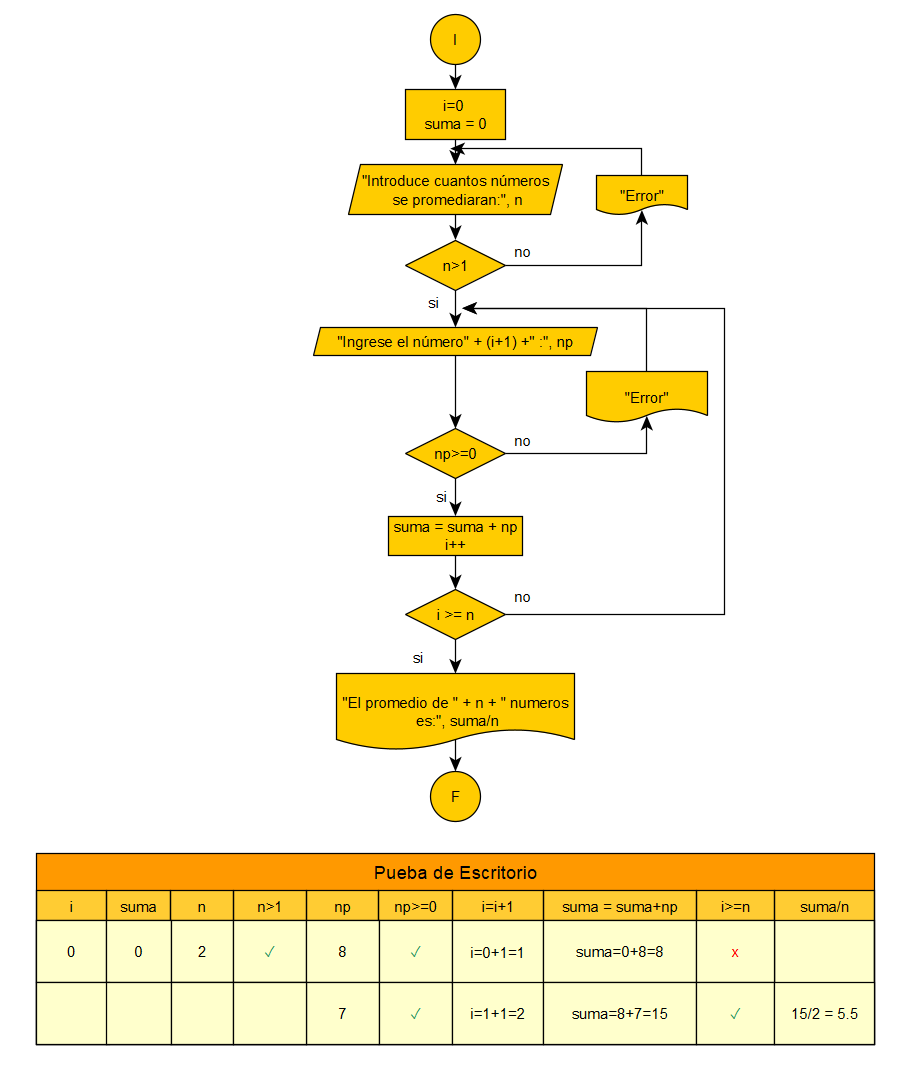 I
i=0
suma = 0
"Introduce cuantos números
se promediaran:", n
"Error"
n>1
no
si
"Ingrese el número" + (i+1) +" :", np
"Error"
np>=0
no
si
suma = suma + np
i++
i >= n
no
si
"El promedio de " + n + " numeros
es:", suma/n
F
Pueba de Escritorio
i suma n n>1 np np>=0 i=i+1 suma = suma+np i>=n suma/n
0 0 2 ✓ 8 ✓ i=0+1=1 suma=0+8=8 x
7 ✓ i=1+1=2 suma=8+7=15 ✓ 15/2 = 5.5